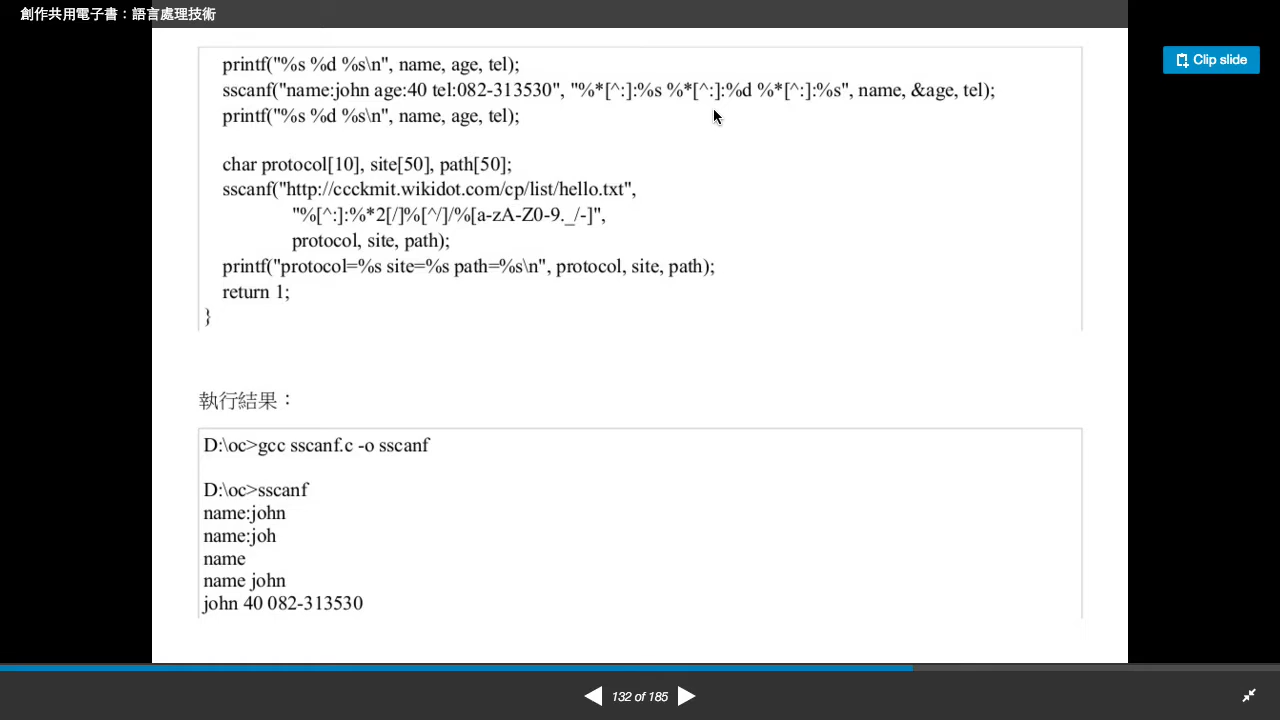 創作共用電子書：語言處理技術
Clip slide
printf("%s %d %s\n", name, age, tel);
sscanf("name:john age:40 tel:082-313530", "%*[^:]:%s %*[^:]:%d %*[^:]:%s", name, &age, tel);
printf("%s %d %s\n", name, age, tel);
char protocol[10], site[50], path[50];
sscanf("http://ccckmit.wikidot.com/cp/list/hello.txt",
"%[^:]:%*2[/]%[^/]/%[a-zA-Z0-9._/-]",
protocol, site, path);
printf("protocol=%s site=%s path=%s\n", protocol, site, path);
return 1;
}
執行結果：
D:\oc>gcc sscanf.c -o sscanf
D:\oc>sscanf
name:john
name:joh
name
name john
john 40 082-313530
132 of 185